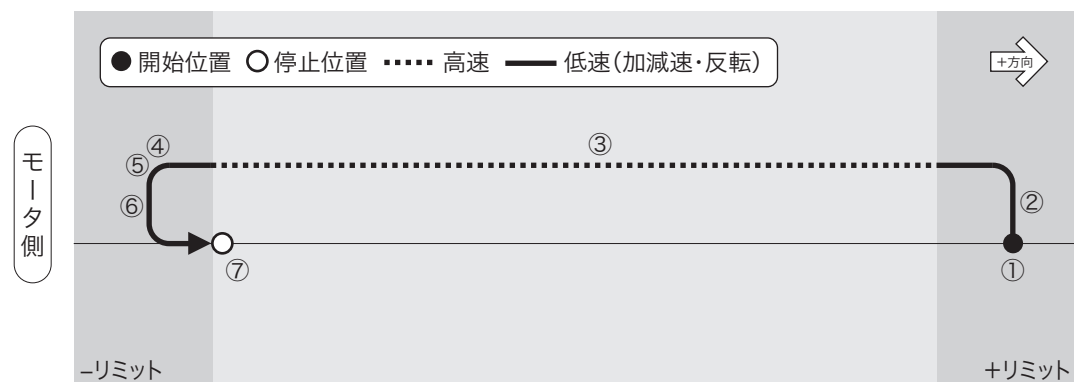 ●開始位置 ○停止位置 ‥‥‥ 高速 ━━ 低速(加減速・反転)
+方向
モータ側
④
⑤
③
⑥
②
⑦
①
−リミット
+リミット